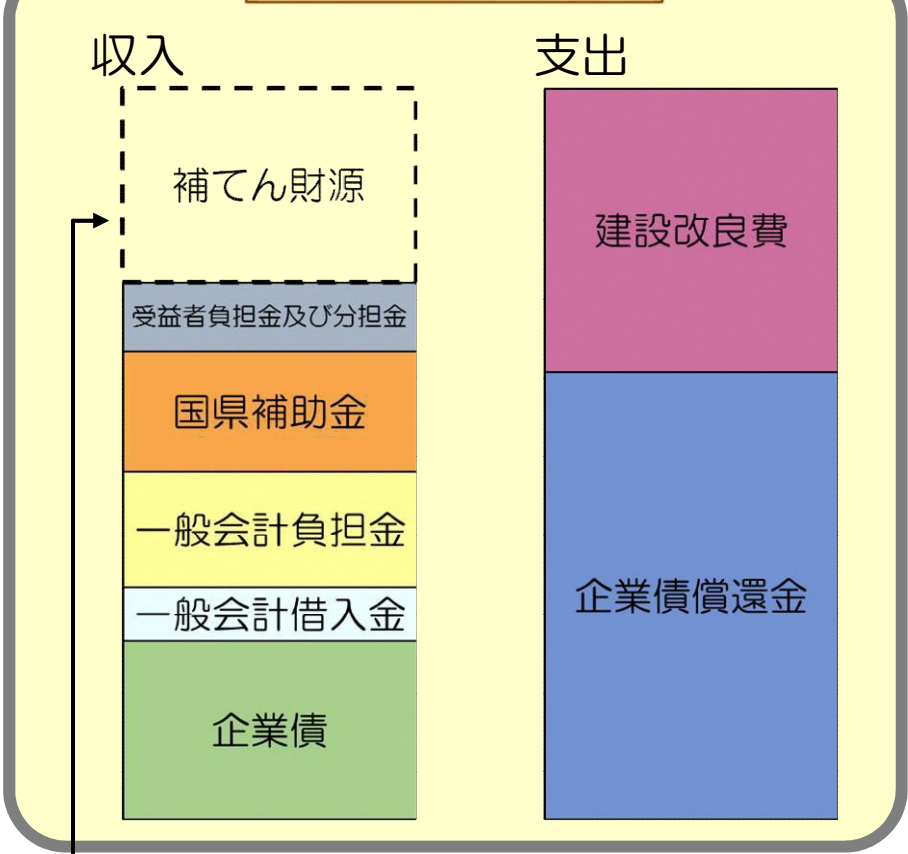 収入
補てん財源
受益者負担金及び分担金
国県補助金
一般会計負担金
一般会計借入金
企業債
支出
建設改良費
企業債償還金